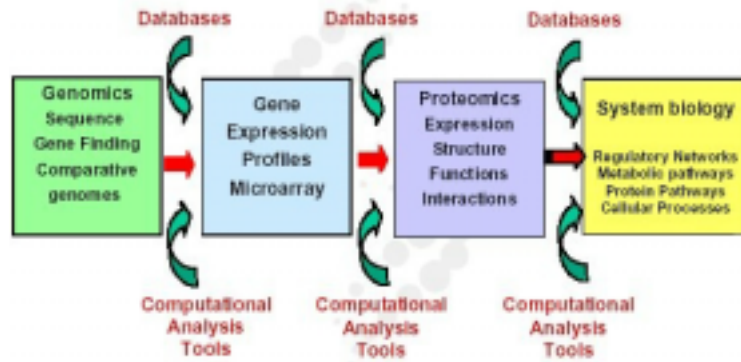 Databases
Databases
Databases
Genomics
Sequence
Gene Finding
Comparative
genomes
Gene
Expression
Profiles
Microarray
Proteomics
Expression
Structure
Functions
Interactions
System biology
Regulatory Networks
Metabolic pathways
Protein Pathways
Cellular Processes
Computational
Analysis
Tools
Computational
Analysis
Tools
Computational
Analysis
Tools